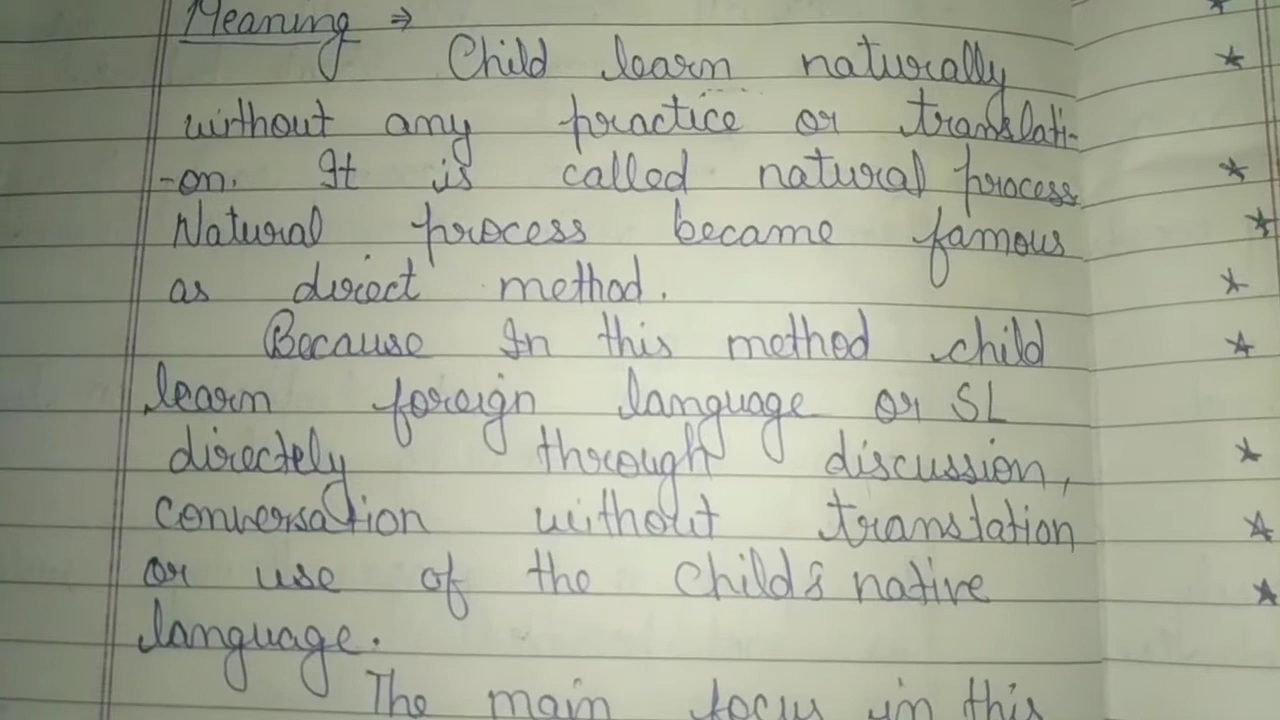 Meaning ⇒
Child learn naturally
without any practice or translati-
-on. It is called natural process
Natural process became famous
as direct method.
Because In this method child
learn foreign language or SL
directely through discussion,
conversation without translation
or use of the child's native
language.
The main focus in this